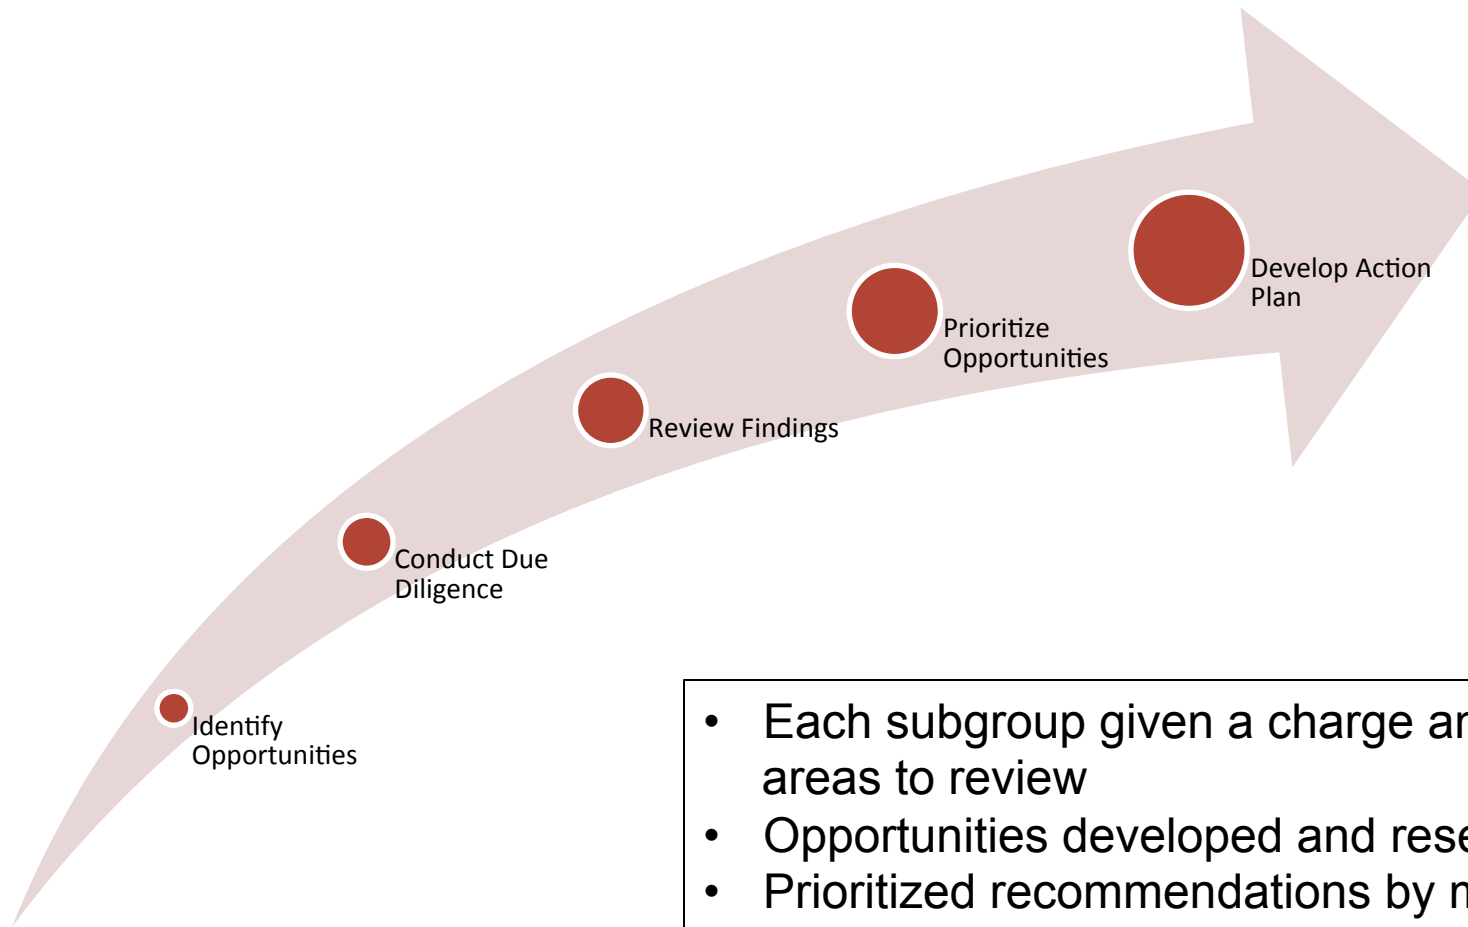 Develop Action
Plan
Prioritize
Opportunities
Review Findings
Conduct Due
Diligence
Identify
Opportunities
• Each subgroup given a charge
areas to review
• Opportunities developed and
• Prioritized recommendations by